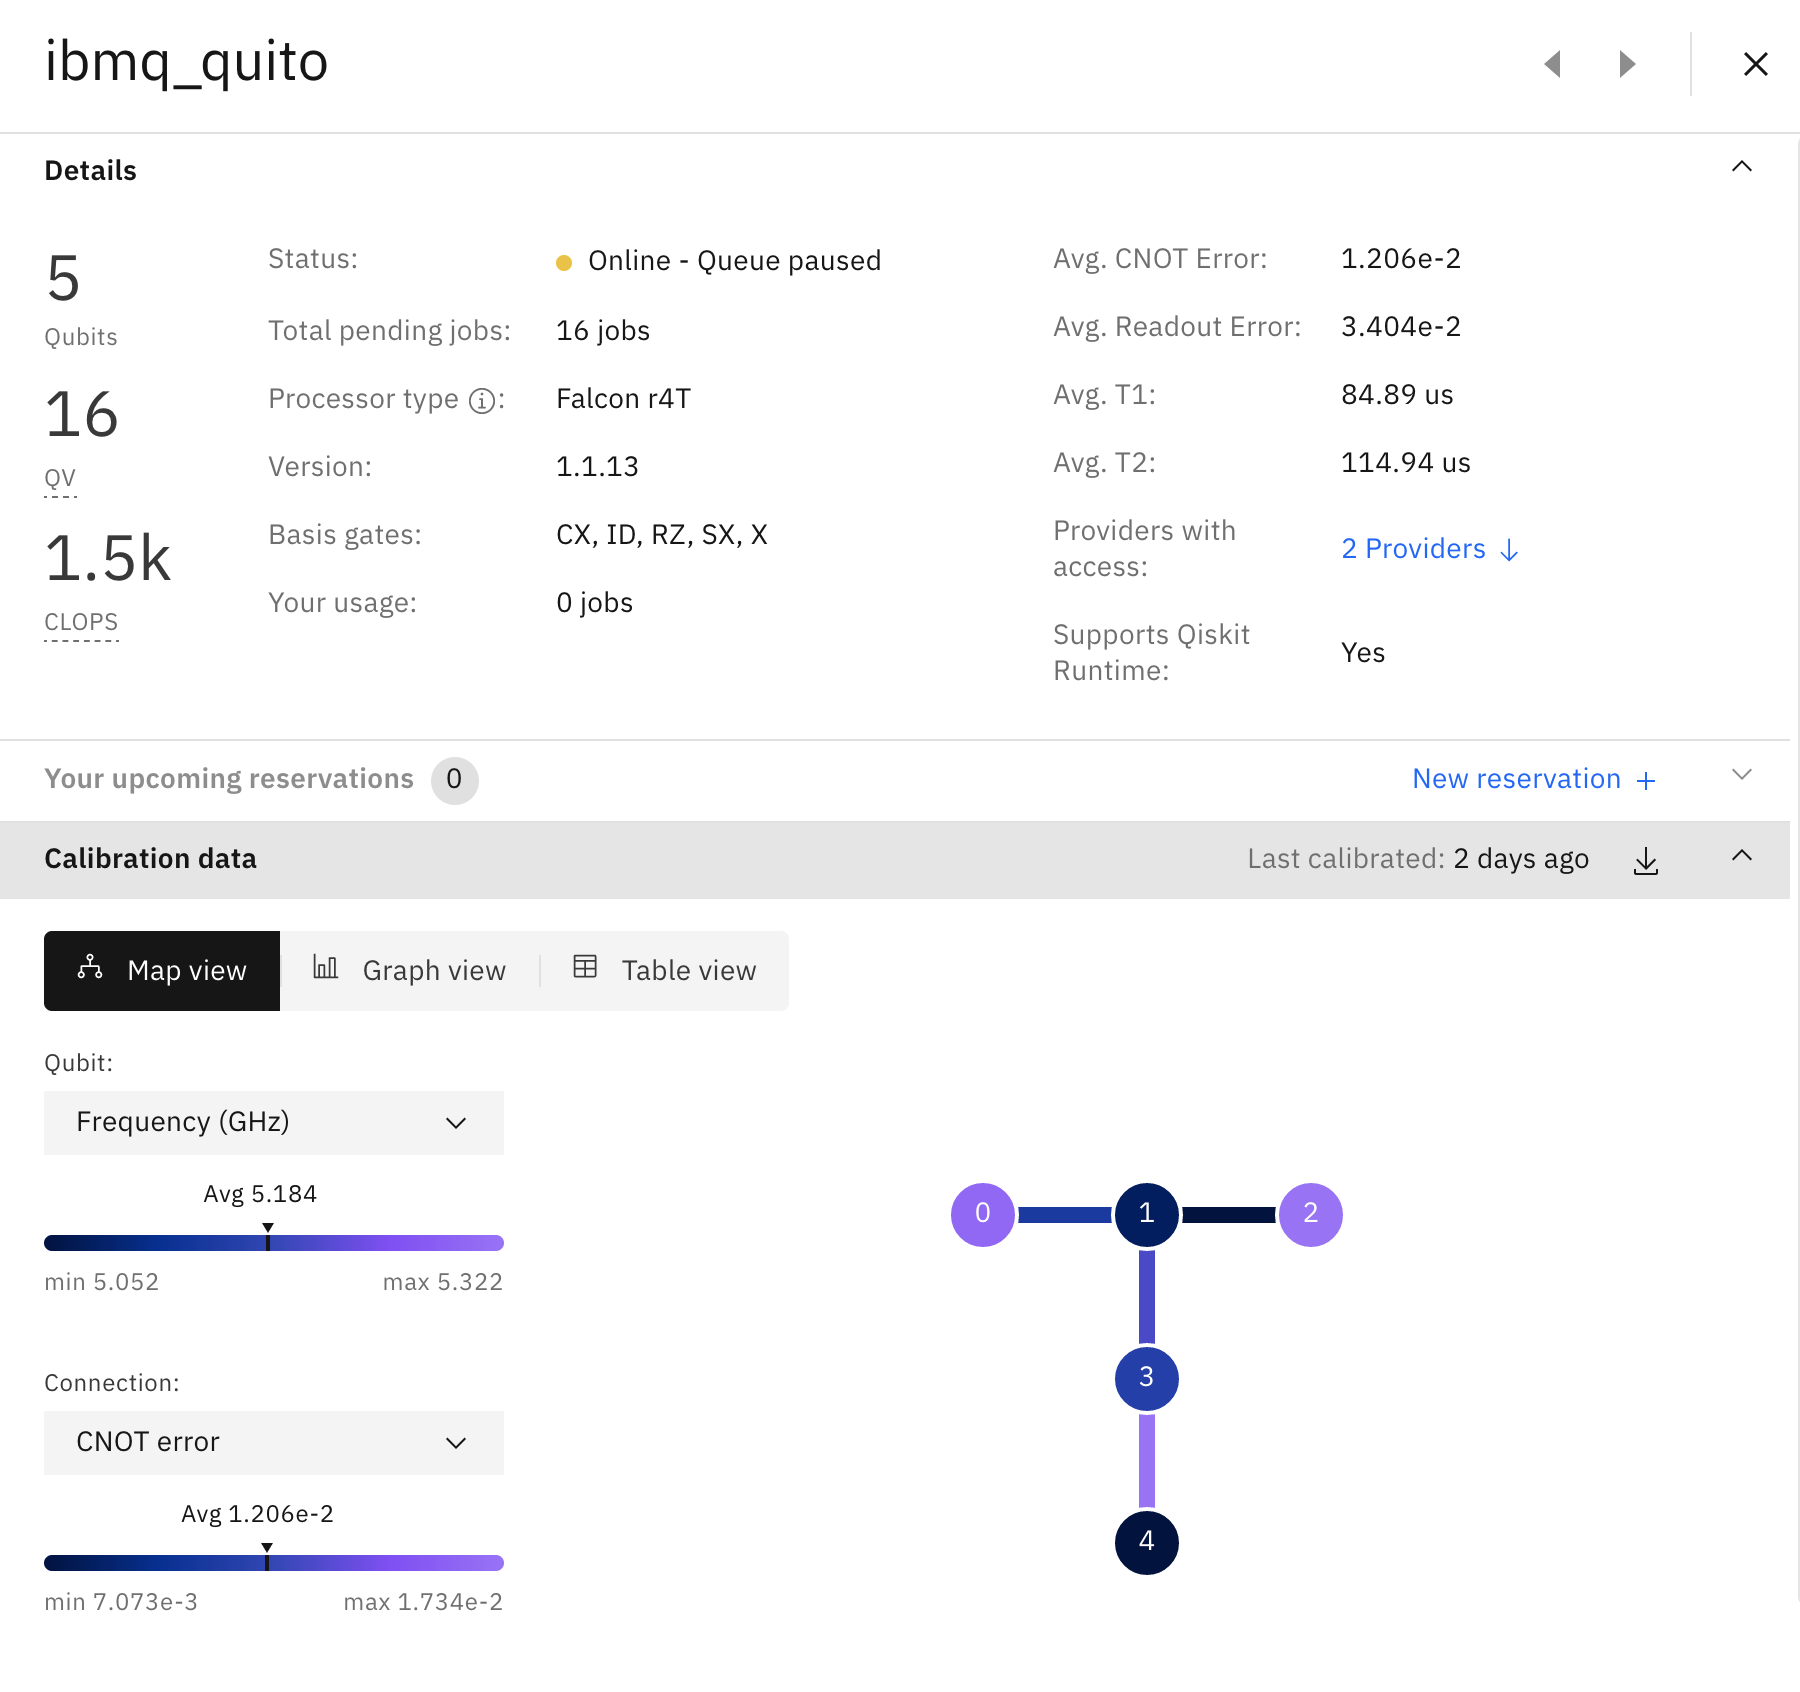 ibmq_quito
Details
5
Qubits
16
QV
1.5k
CLOPS
Status: Online - Queue paused
Total pending jobs: 16 jobs
Processor type : Falcon r4T
Version: 1.1.13
Basis gates: CX, ID, RZ, SX, X
Your usage: 0 jobs
Avg. CNOT Error: 1.206e-2
Avg. Readout Error: 3.404e-2
Avg. T1: 84.89 us
Avg. T2: 114.94 us
Providers with
access:
2 Providers ↓
Supports Qiskit
Runtime:
Yes
Your upcoming reservations 0
New reservation +
Calibration data
Last calibrated: 2 days ago
Map view
Graph view
Table view
Qubit:
Frequency (GHz)
Avg 5.184
min 5.052 max 5.322
Connection:
CNOT error
Avg 1.206e-2
min 7.073e-3 max 1.734e-2
0 1 2
3
4